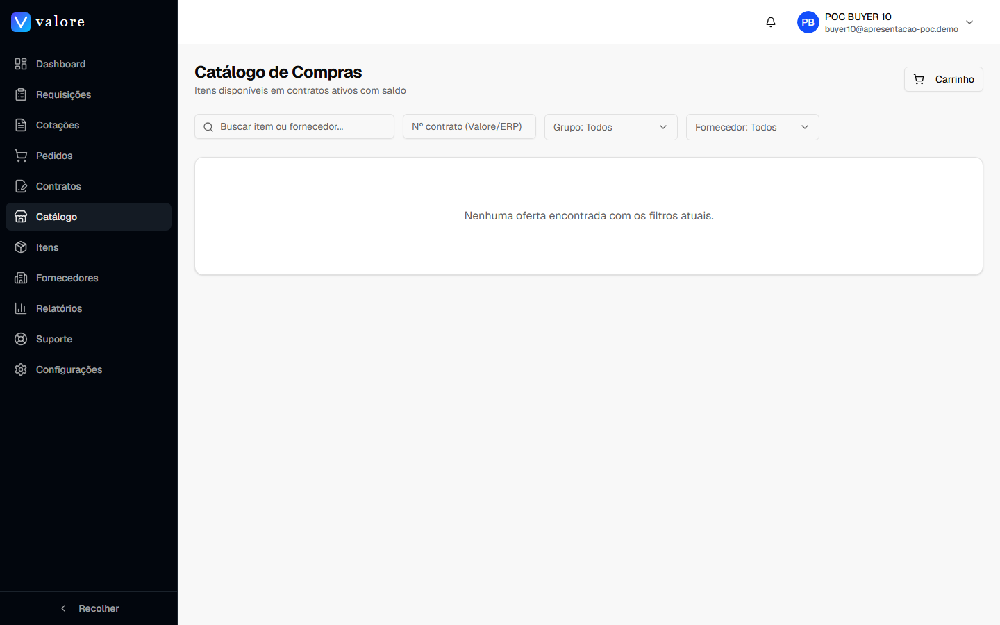 valore
Dashboard
Requisições
Cotações
Pedidos
Contratos
Catálogo
Itens
Fornecedores
Relatórios
Suporte
Configurações
Recolher
PB
POC BUYER 10
buyer10@apresentacao-poc.demo
Catálogo de Compras
Itens disponíveis em contratos ativos com saldo
Carrinho
Buscar item ou fornecedor...
Nº contrato (Valore/ERP)
Grupo: Todos
Fornecedor: Todos
Nenhuma oferta encontrada com os filtros atuais.